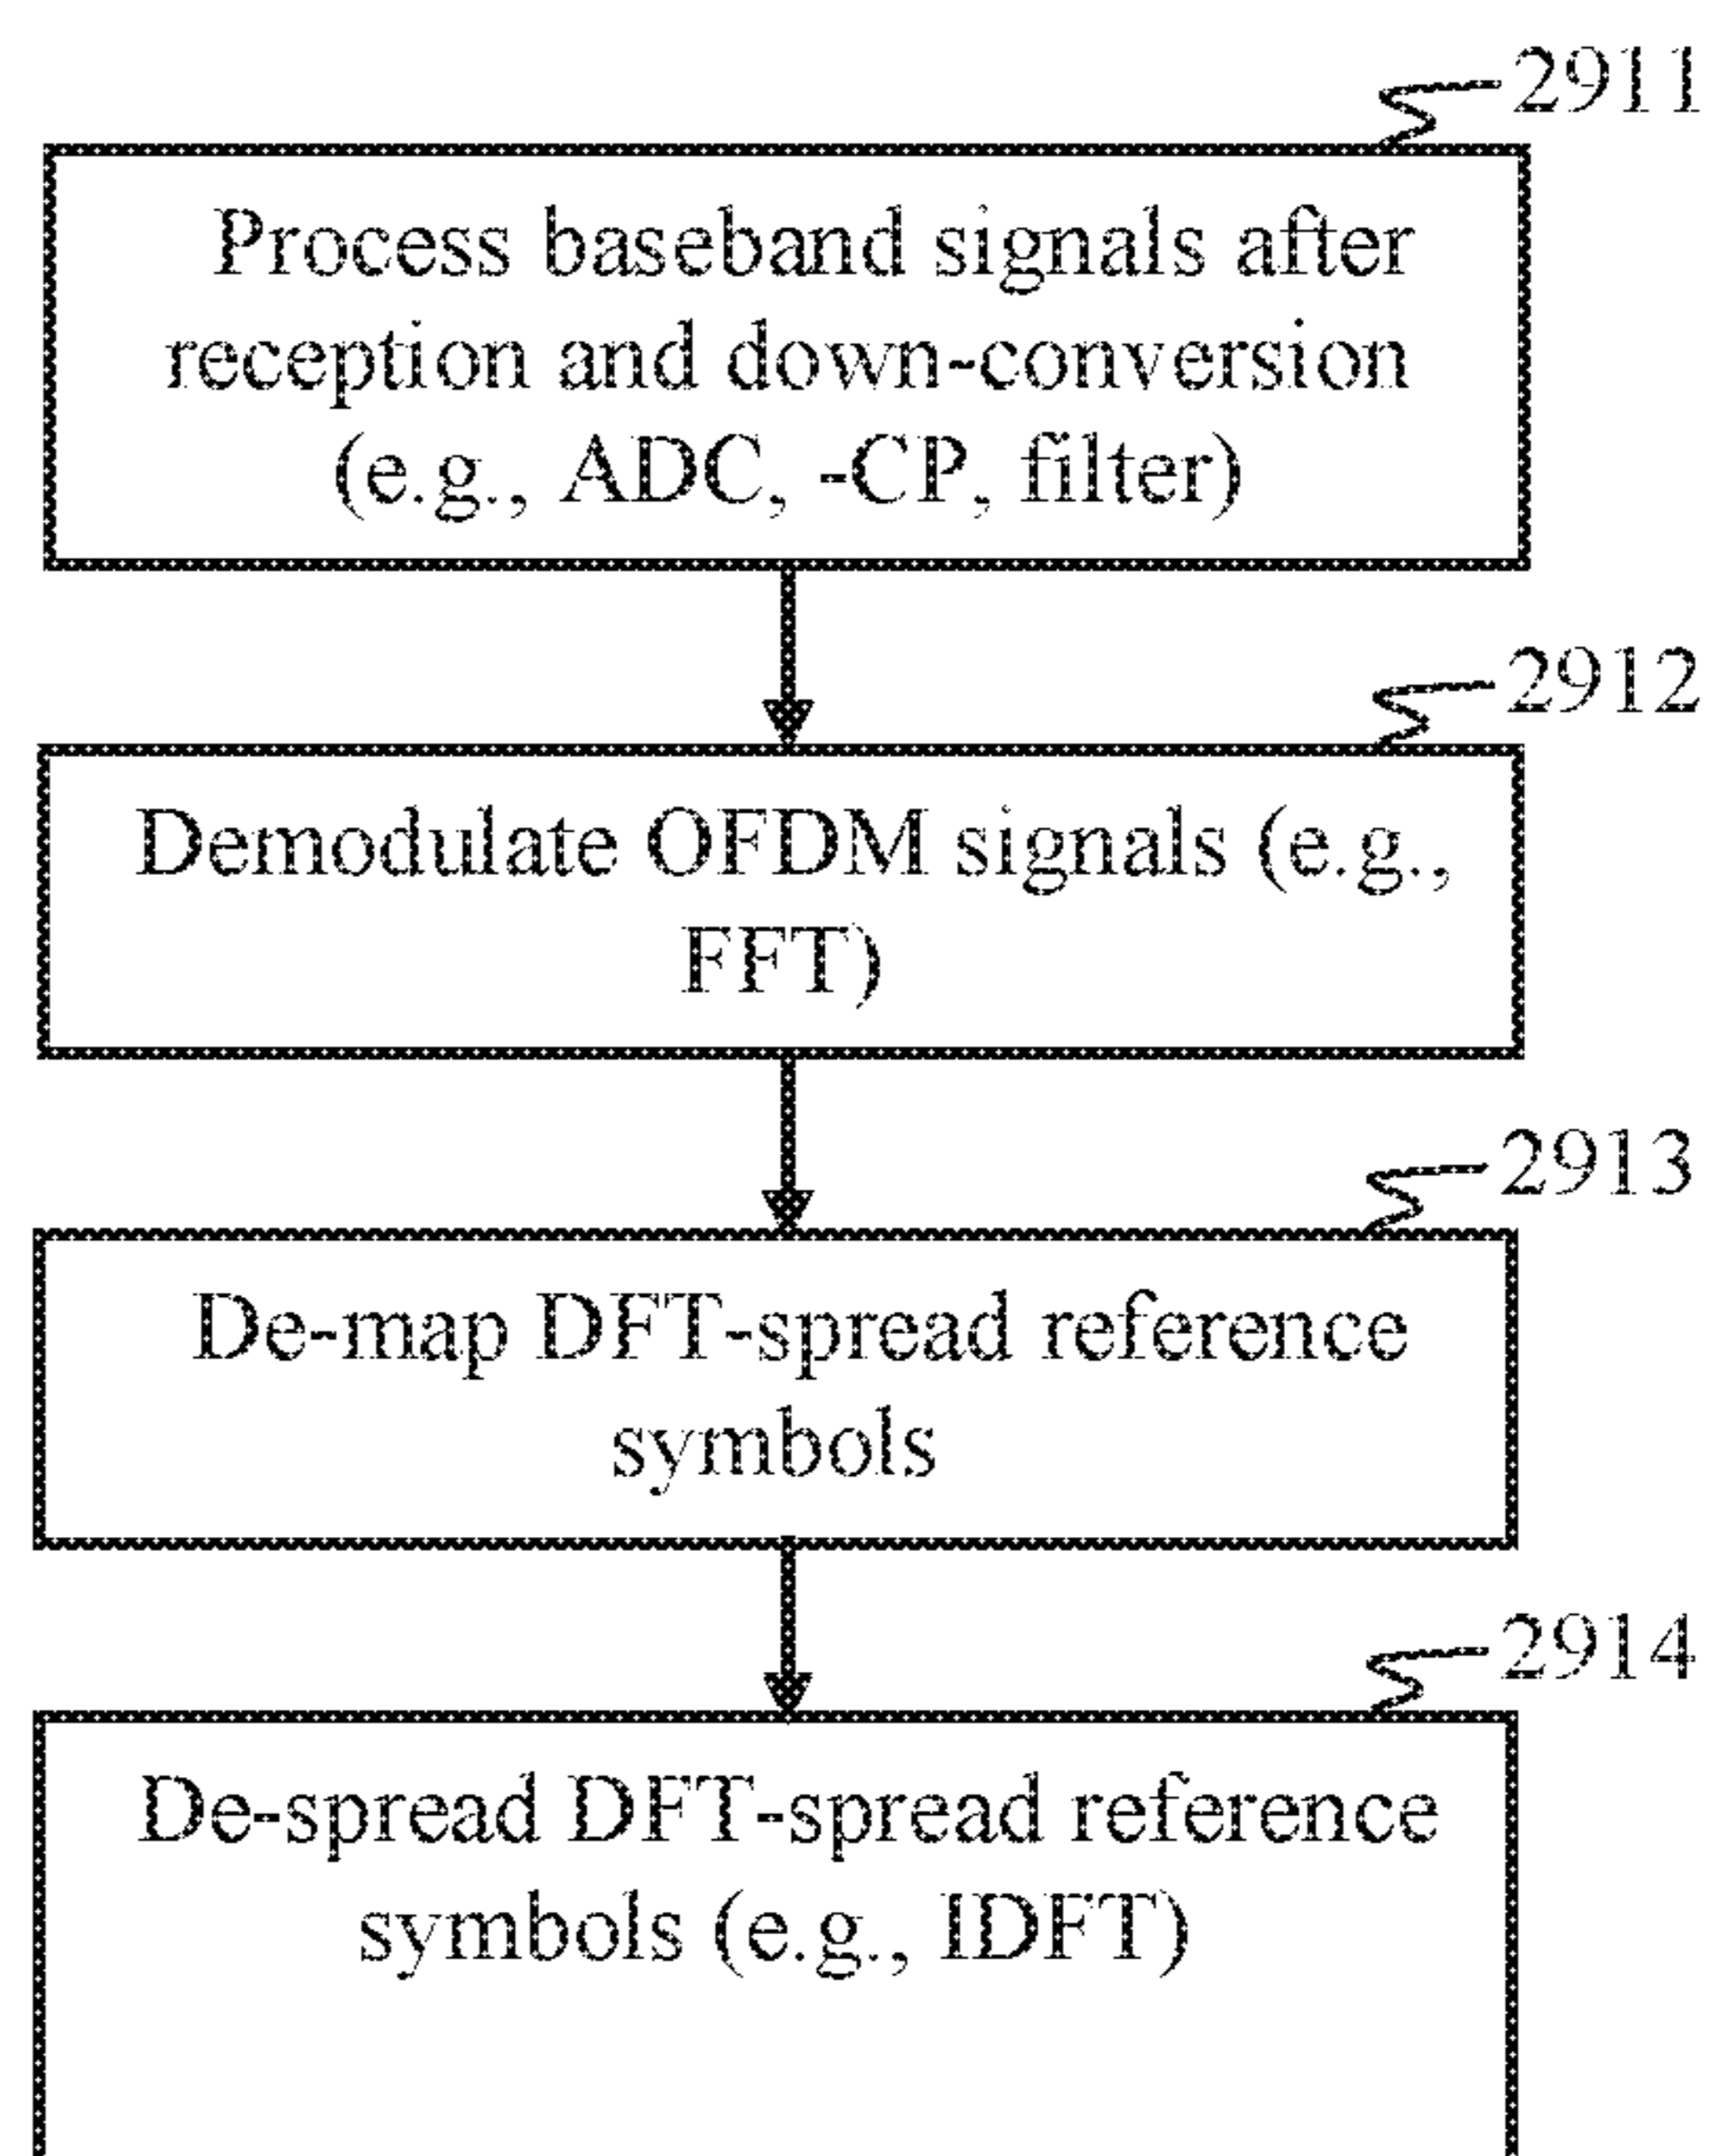 2911
Process baseband signals after
reception and down-conversion
(e.g., ADC, -CP, filter)
2912
Demodulate OFDM signals (e.g.,
FFT)
2913
De-map DFT-spread reference
symbols
2914
De-spread DFT-spread reference
symbols (e.g., IDFT)